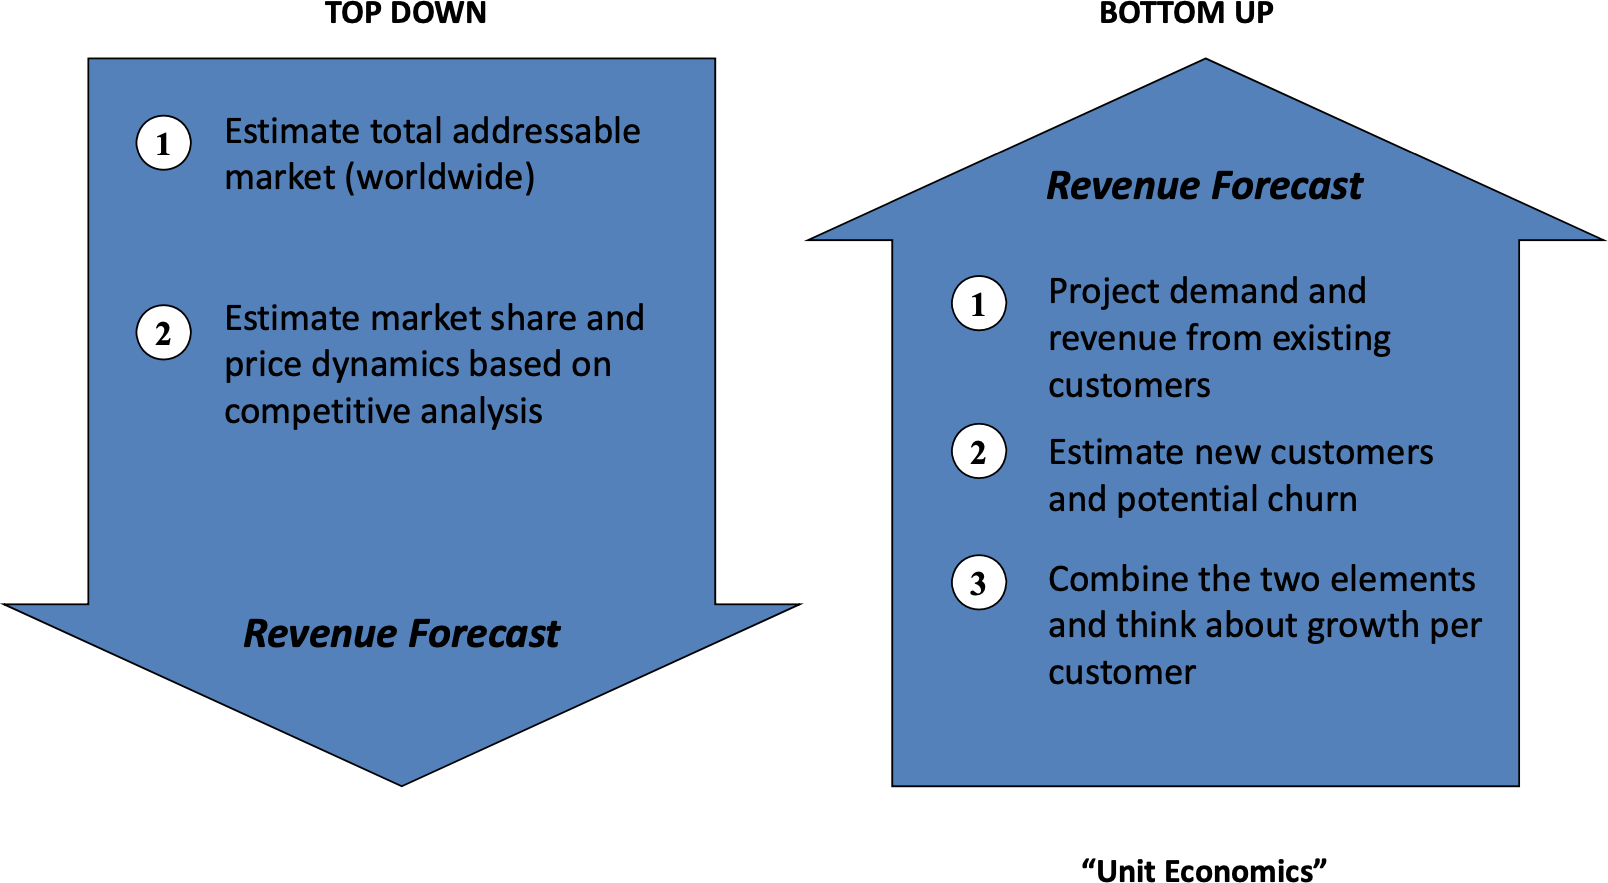 TOP DOWN
1
Estimate total addressable
market (worldwide)
2
Estimate market share and
price dynamics based on
competitive analysis
Revenue Forecast
BOTTOM UP
Revenue Forecast
1
Project demand and
revenue from existing
customers
2
Estimate new customers
and potential churn
3
Combine the two elements
and think about growth per
customer
“Unit Economics”